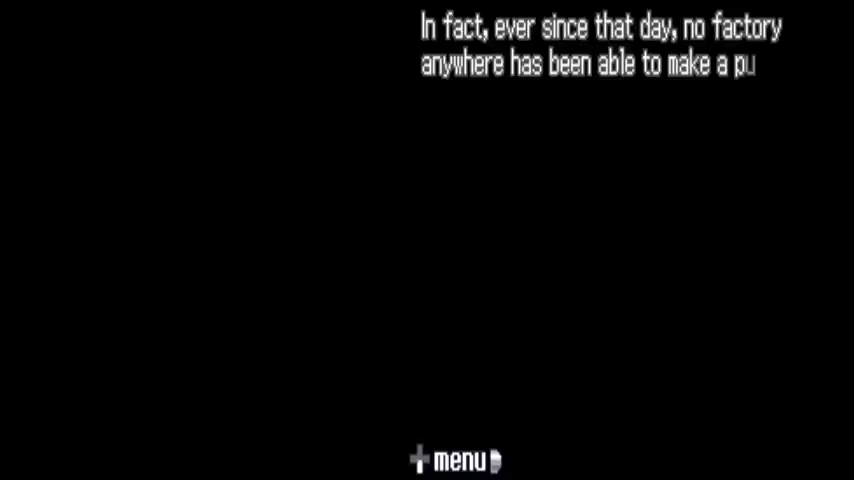 In fact, ever since that day, no factory
anywhere has been able to make a pu
menu